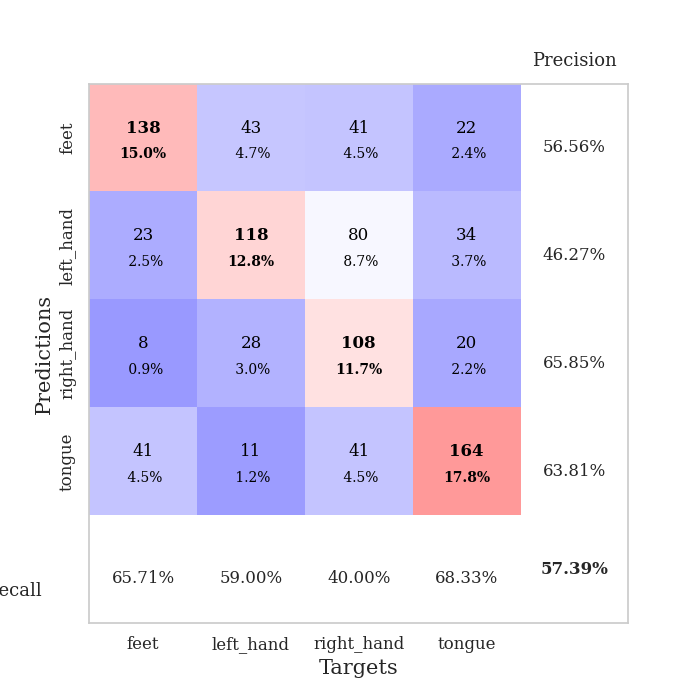 Precision
feet 138 43 41 22 56.56%
15.0% 4.7% 4.5% 2.4%
left_hand 23 118 80 34 46.27%
2.5% 12.8% 8.7% 3.7%
Predictions
right_hand 8 28 108 20 65.85%
0.9% 3.0% 11.7% 2.2%
tongue 41 11 41 164 63.81%
4.5% 1.2% 4.5% 17.8%
ecall 65.71% 59.00% 40.00% 68.33% 57.39%
feet left_hand right_hand tongue
Targets